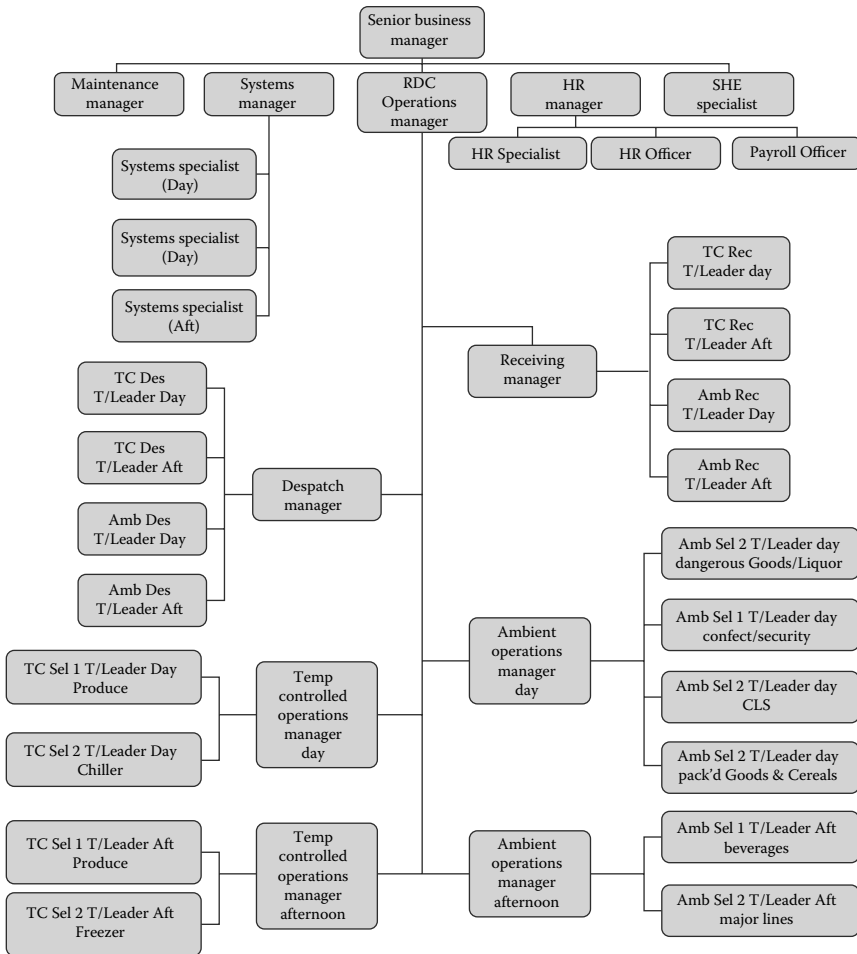 Senior business
manager
Maintenance
manager
Systems
manager
RDC
Operations
manager
HR
manager
SHE
specialist
HR Specialist
HR Officer
Payroll Officer
Systems specialist
(Day)
Systems specialist
(Day)
Systems specialist
(Aft)
TC Rec
T/Leader day
TC Rec
T/Leader Aft
Receiving
manager
Amb Rec
T/Leader Day
Amb Rec
T/Leader Aft
TC Des
T/Leader Day
TC Des
T/Leader Aft
Despatch
manager
Amb Des
T/Leader Day
Amb Des
T/Leader Aft
Amb Sel 2 T/Leader day
dangerous Goods/Liquor
Amb Sel 1 T/Leader day
confect/security
Ambient
operations
manager
day
Amb Sel 2 T/Leader day
CLS
Amb Sel 2 T/Leader day
pack'd Goods & Cereals
TC Sel 1 T/Leader Day
Produce
Temp
controlled
operations
manager
day
TC Sel 2 T/Leader Day
Chiller
TC Sel 1 T/Leader Aft
Produce
Temp
controlled
operations
manager
afternoon
TC Sel 2 T/Leader Aft
Freezer
Ambient
operations
manager
afternoon
Amb Sel 1 T/Leader Aft
beverages
Amb Sel 2 T/Leader Aft
major lines